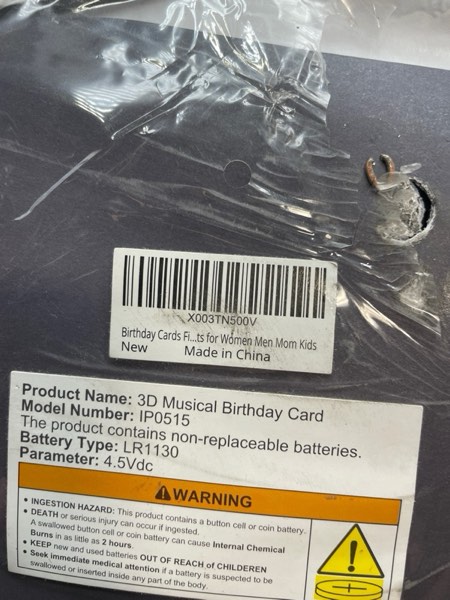 X003TN500V
Birthday Cards Fi...ts for Women Men Mom Kids
New Made in China
Product Name: 3D Musical Birthday Card
Model Number: IP0515
The product contains non-replaceable batteries.
Battery Type: LR1130
Parameter: 4.5Vdc
WARNING
• INGESTION HAZARD: This product contains a button cell or coin battery.
• DEATH or serious injury can occur if ingested.
A swallowed button cell or coin battery can cause Internal Chemical
Burns in as little as 2 hours.
• KEEP new and used batteries OUT OF REACH of CHILDEREN
• Seek immediate medical attention if a battery is suspected to be
swallowed or inserted inside any part of the body.